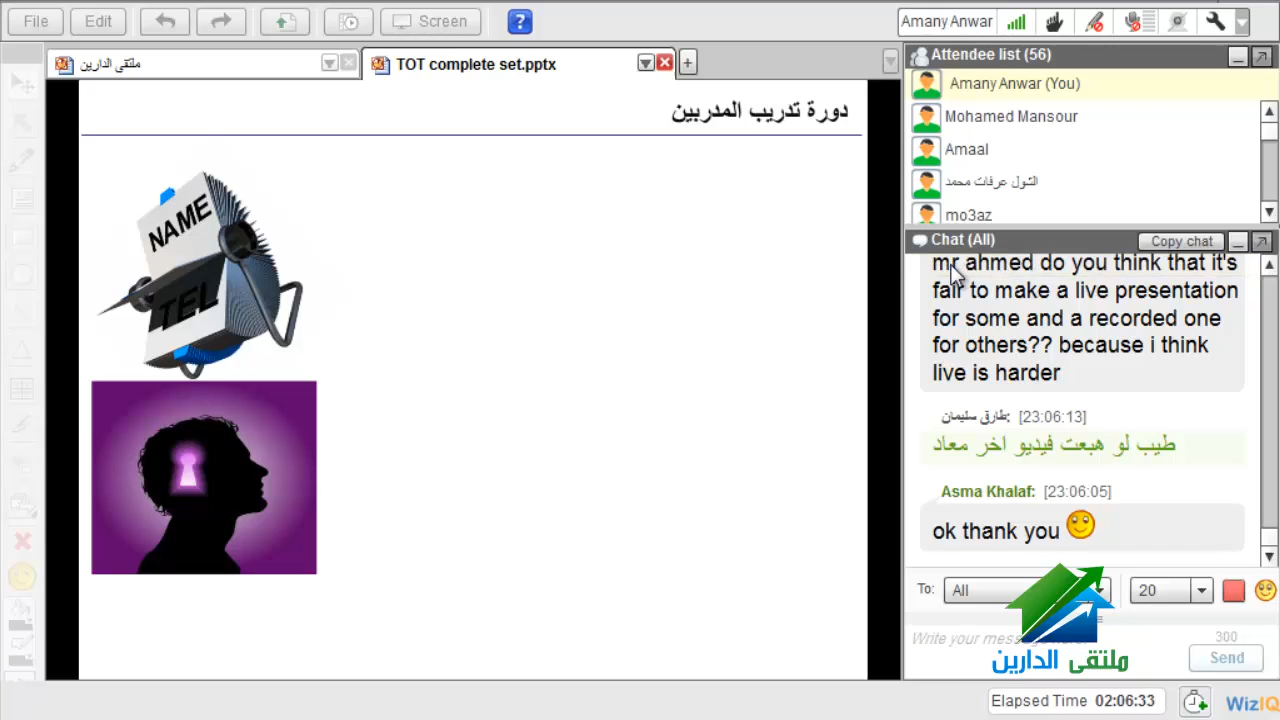 File
Edit
Screen
?
Amany Anwar
ملتقى الدارين
TOT complete set.pptx
دورة تدريب المدربين
NAME
TEL
Attendee list (56)
Amany Anwar (You)
Mohamed Mansour
Amaal
الشول عرفات محمد
mo3az
Chat (All)
Copy chat
mr ahmed do you think that it's
fair to make a live presentation
for some and a recorded one
for others?? because i think
live is harder
طارق سليمان: [23:06:13]
طيب لو هبعت فيديو اخر معاد
Asma Khalaf: [23:06:05]
ok thank you
To:
All
20
Write your mess
300
Send
ملتقى الدارين
Elapsed Time 02:06:33
WizIQ